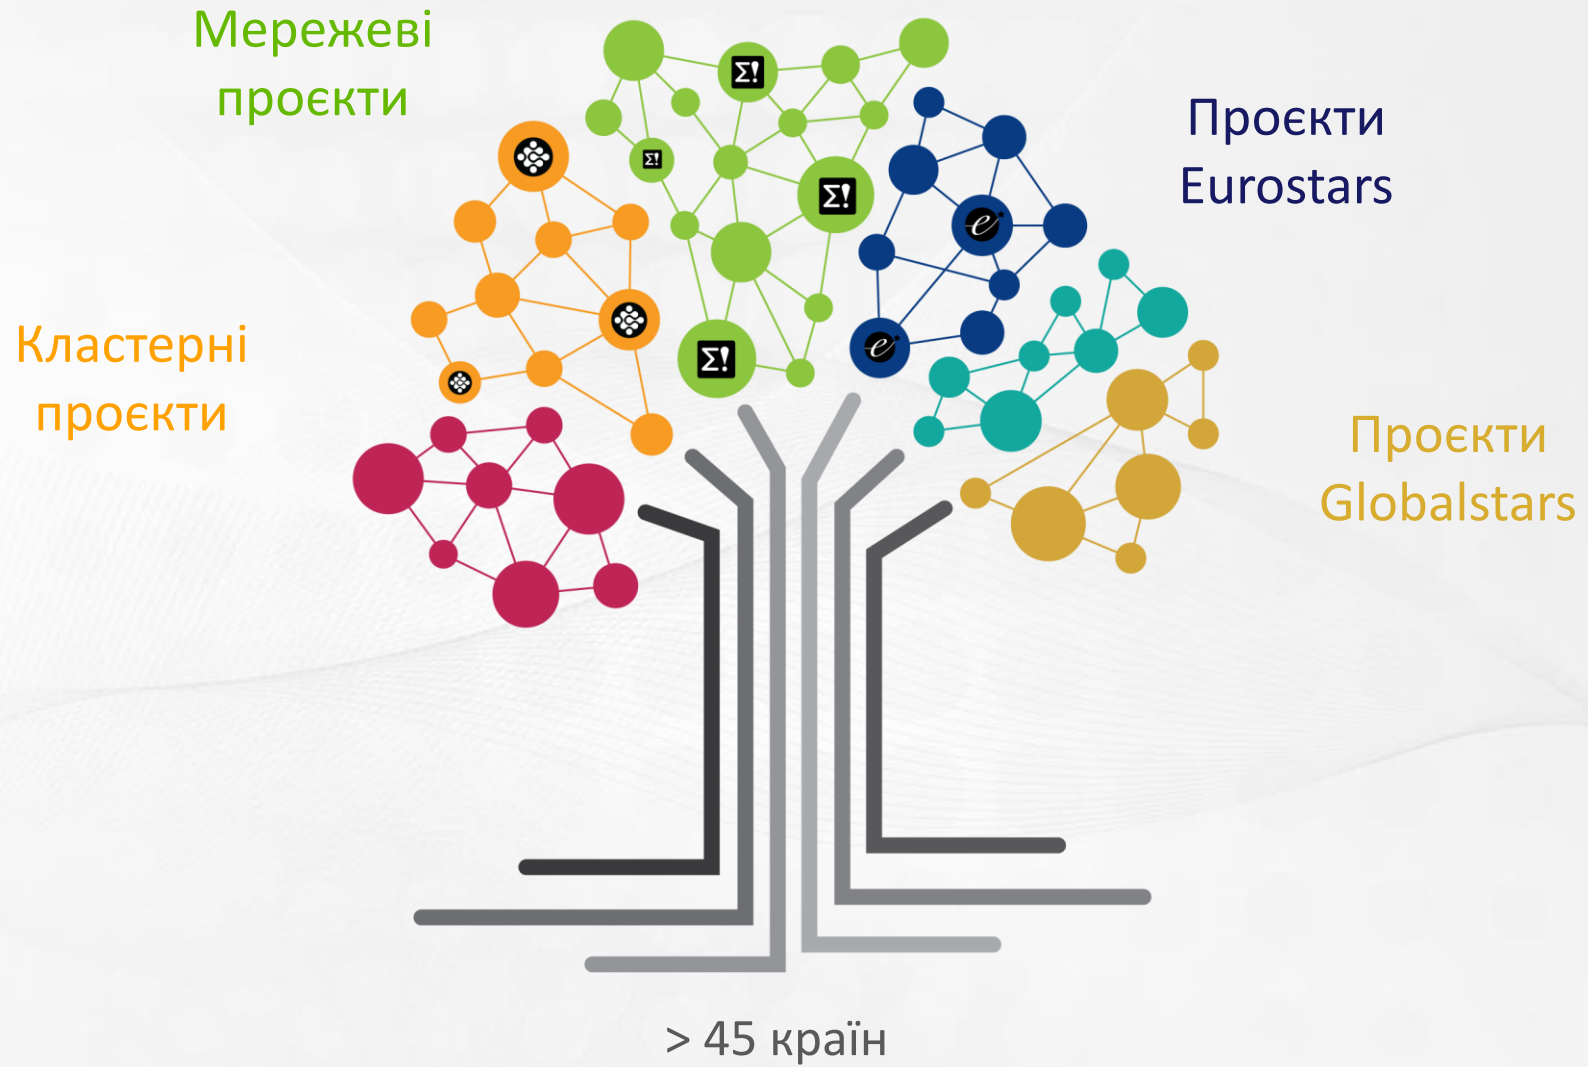 Мережеві
проєкти
Σ!
Σ!
Σ!
Σ!
Проєкти
Eurostars
e
e
Кластерні
проєкти
Проєкти
Globalstars
> 45 країн